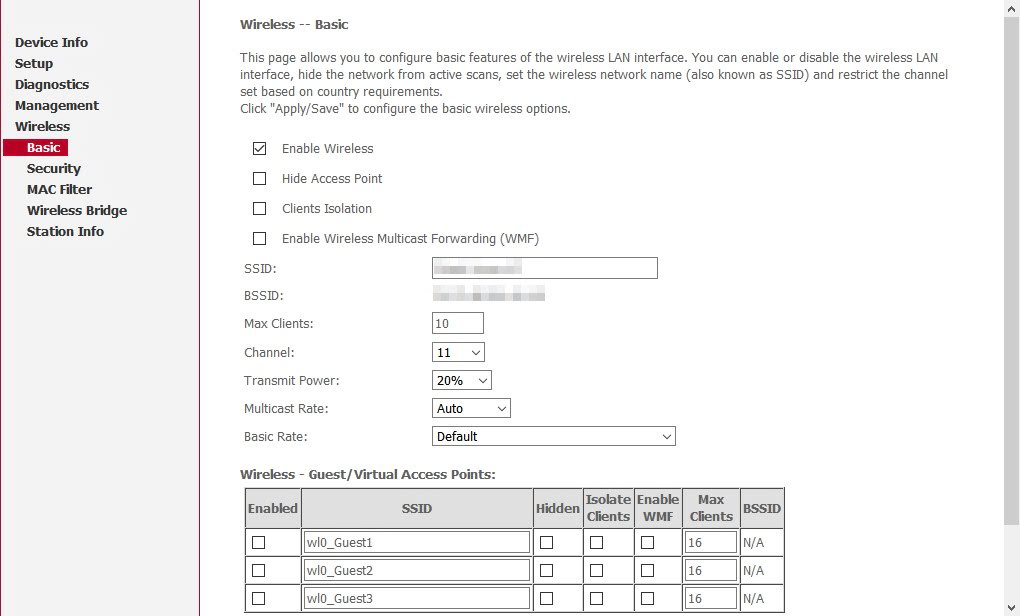 Device Info
Setup
Diagnostics
Management
Wireless
Basic
Security
MAC Filter
Wireless Bridge
Station Info
Wireless -- Basic
This page allows you to configure basic features of the wireless LAN interface. You can enable or disable the wireless LAN
interface, hide the network from active scans, set the wireless network name (also known as SSID) and restrict the channel
set based on country requirements.
Click "Apply/Save" to configure the basic wireless options.
Enable Wireless
Hide Access Point
Clients Isolation
Enable Wireless Multicast Forwarding (WMF)
SSID:
BSSID:
Max Clients: 10
Channel: 11
Transmit Power: 20%
Multicast Rate: Auto
Basic Rate: Default
Wireless - Guest/Virtual Access Points:
Enabled SSID Hidden Isolate Clients Enable WMF Max Clients BSSID
wl0_Guest1 16 N/A
wl0_Guest2 16 N/A
wl0_Guest3 16 N/A